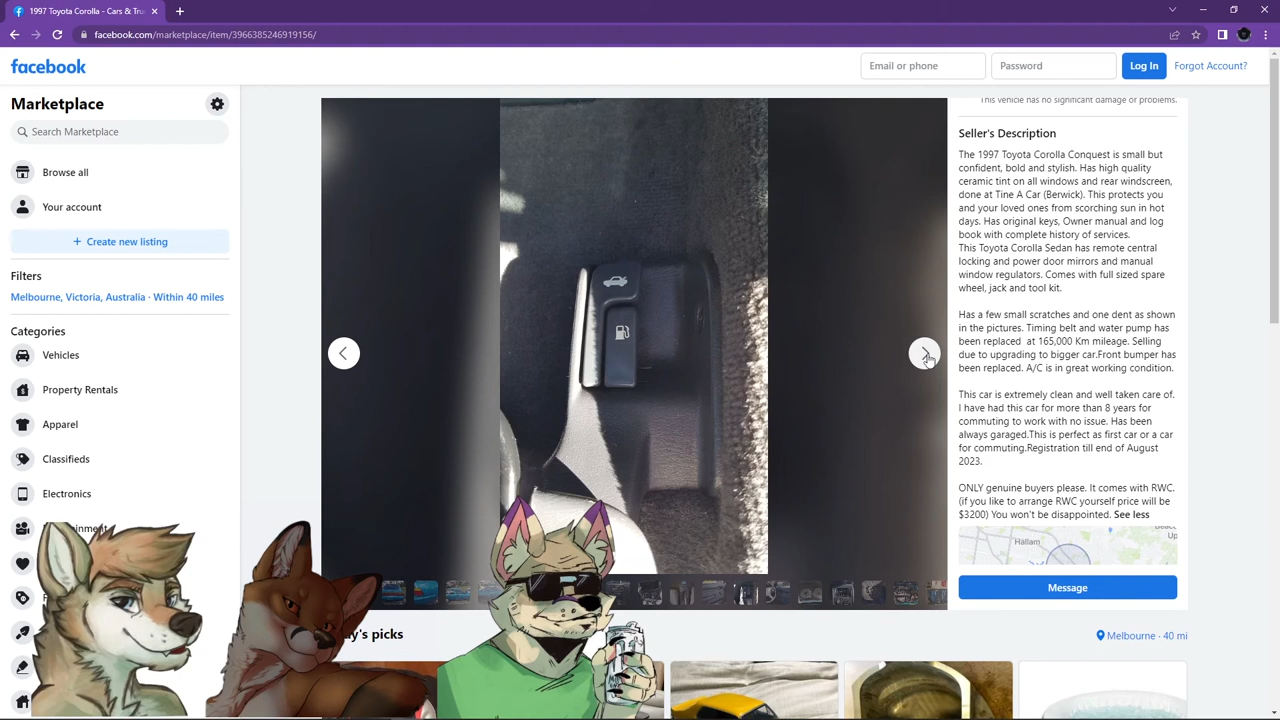 1997 Toyota Corolla - Cars & Tru
facebook.com/marketplace/item/3966385246919156/
facebook
Email or phone
Password
Log In
Forgot Account?
Marketplace
Search Marketplace
Browse all
Your account
+ Create new listing
Filters
Melbourne, Victoria, Australia · Within 40 miles
Categories
Vehicles
Property Rentals
Apparel
Classifieds
Electronics
This vehicle has no significant damage or problems.
Seller's Description
The 1997 Toyota Corolla Conquest is small but
confident, bold and stylish. Has high quality
ceramic tint on all windows and rear windscreen,
done at Tine A Car (Berwick). This protects you
and your loved ones from scorching sun in hot
days. Has original keys, Owner manual and log
book with complete history of services.
This Toyota Corolla Sedan has remote central
locking and power door mirrors and manual
window regulators. Comes with full sized spare
wheel, jack and tool kit.
Has a few small scratches and one dent as shown
in the pictures. Timing belt and water pump has
been replaced at 165,000 Km mileage. Selling
due to upgrading to bigger car.Front bumper has
been replaced. A/C is in great working condition.
This car is extremely clean and well taken care of.
I have had this car for more than 8 years for
commuting to work with no issue. Has been
always garaged.This is perfect as first car or a car
for commuting.Registration till end of August
2023.
ONLY genuine buyers please. It comes with RWC.
(if you like to arrange RWC yourself price will be
$3200) You won't be disappointed. See less
Hallam
Message
picks
Melbourne · 40 mi